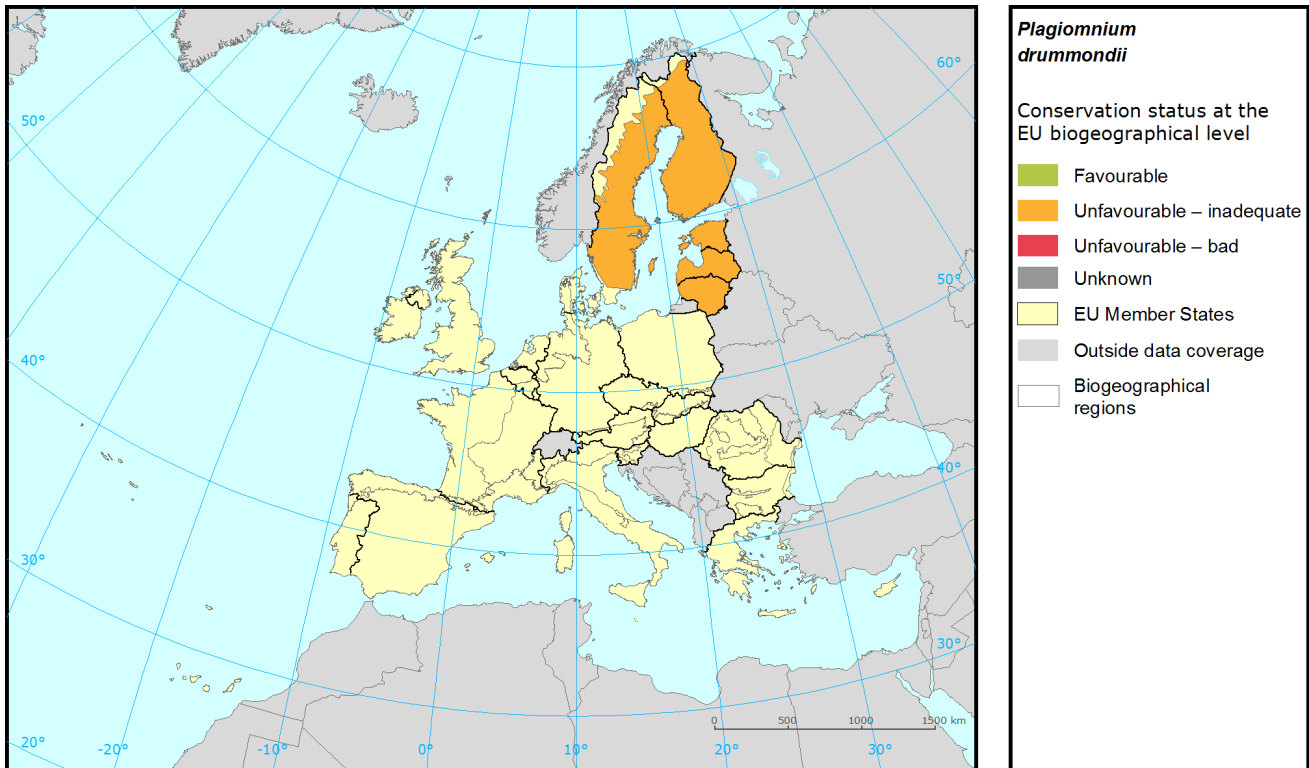 Plagiomnium
drummondii
Conservation status at the
EU biogeographical level
Favourable
Unfavourable – inadequate
Unfavourable – bad
Unknown
EU Member States
Outside data coverage
Biogeographical
regions
60°
50°
50°
40°
40°
30°
30°
20°
-20°
-10°
0°
10°
20°
30°
0
500
1000
1500 km